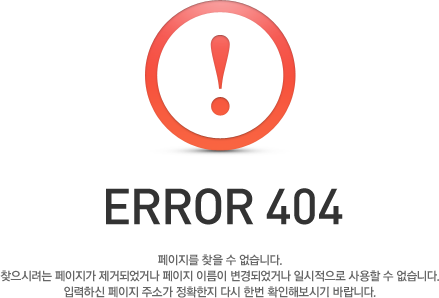 ERROR 404
페이지를 찾을 수 없습니다.
찾으시려는 페이지가 제거되었거나 페이지 이름이 변경되었거나 일시적으로 사용할 수 없습니다.
입력하신 페이지 주소가 정확한지 다시 한번 확인해보시기 바랍니다.